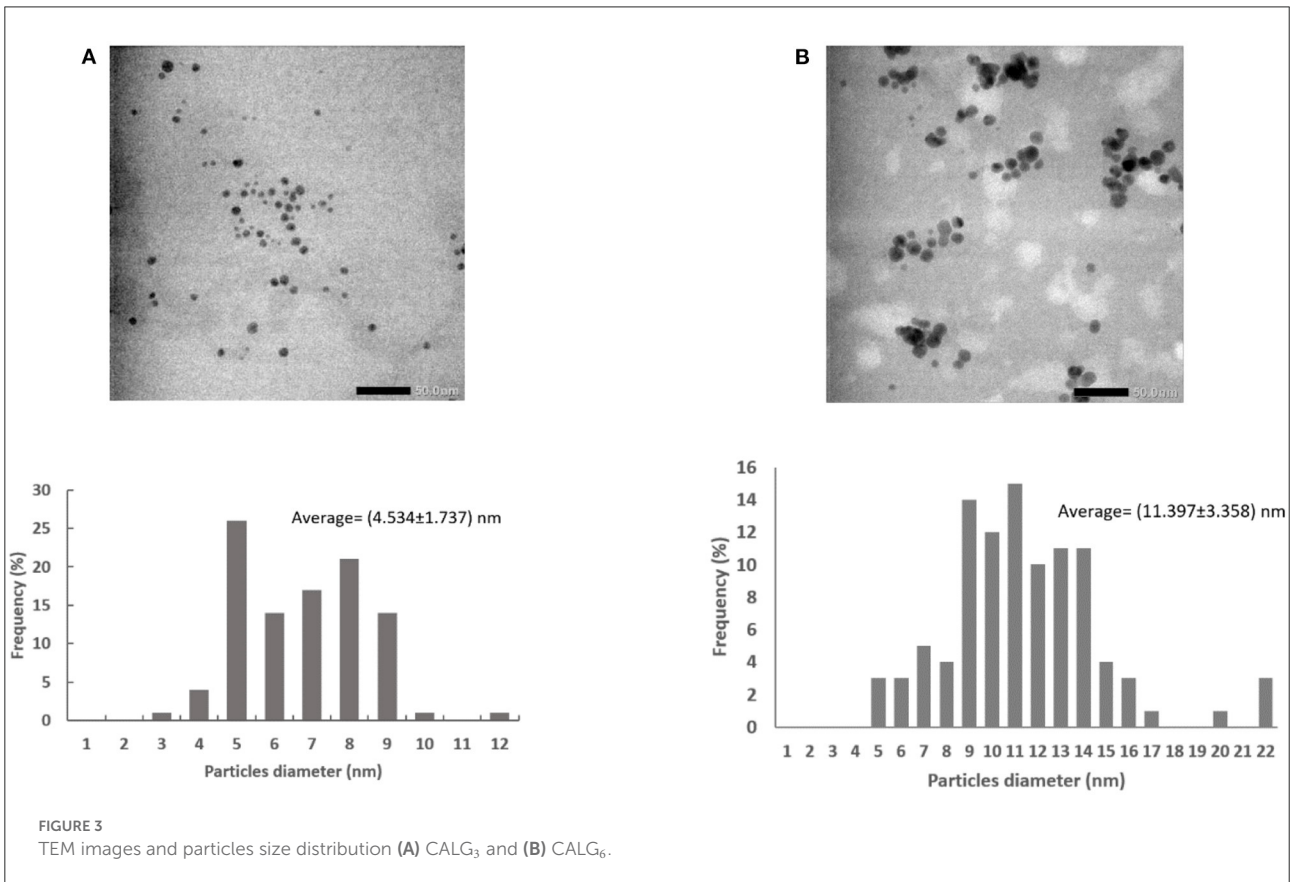 A
B
50.0nm
50.0nm
30
25
20
15
10
5
0
Frequency (%)
Average= (4.534±1.737) nm
1 2 3 4 5 6 7 8 9 10 11 12
Particles diameter (nm)
16
14
12
10
8
6
4
2
0
Frequency (%)
Average= (11.397±3.358) nm
1 2 3 4 5 6 7 8 9 10 11 12 13 14 15 16 17 18 19 20 21 22
Particles diameter (nm)
FIGURE 3
TEM images and particles size distribution (A) CALG₃ and (B) CALG₆.